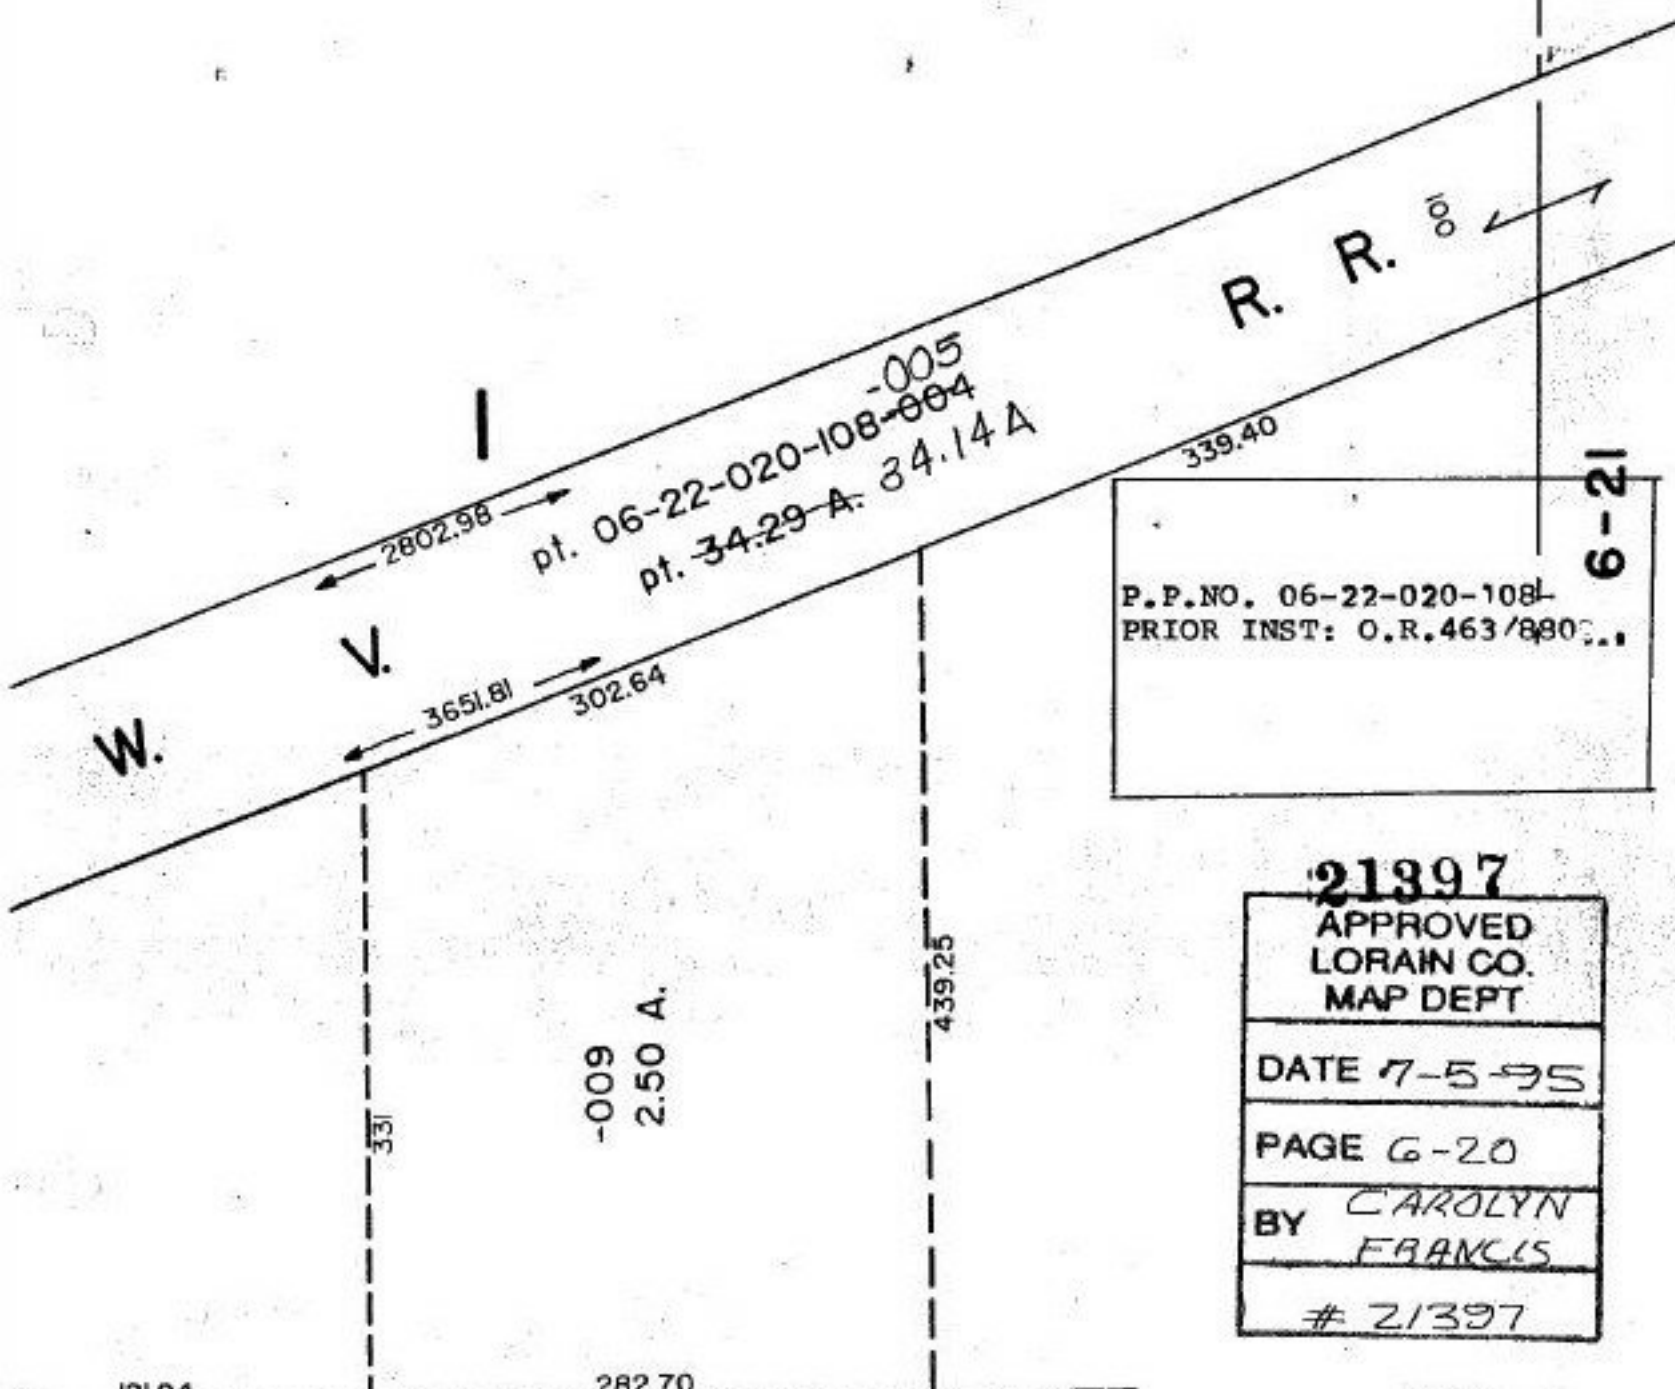 R. R.
100
-005
pt. 06-22-020-108-004
pt. 34.29 A. 34.14 A
339.40
I
2802.98
6-21
V.
3651.81
302.64
W.
P.P.NO. 06-22-020-108-
PRIOR INST: O.R.463/880
21397
APPROVED
LORAIN CO.
MAP DEPT
DATE 7-5-95
PAGE 6-20
BY CAROLYN
FRANCIS
# 21397
439.25
-009
2.50 A.
331
282.70